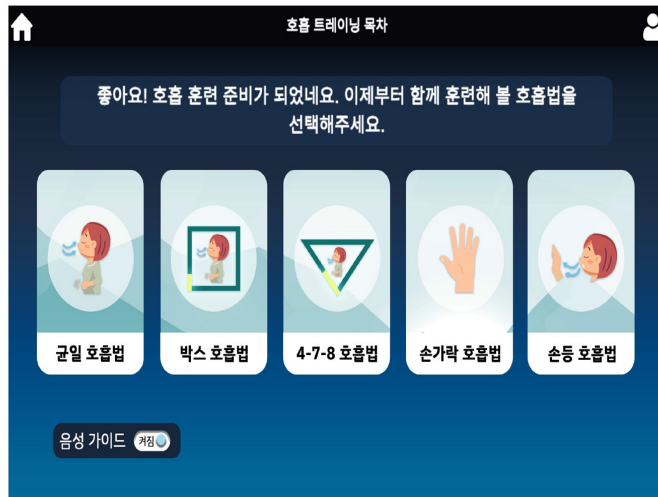 호흡 트레이닝 목차
좋아요! 호흡 훈련 준비가 되었네요. 이제부터 함께 훈련해 볼 호흡법을
선택해주세요.
균일 호흡법
박스 호흡법
4-7-8 호흡법
손가락 호흡법
손등 호흡법
음성 가이드 켜짐